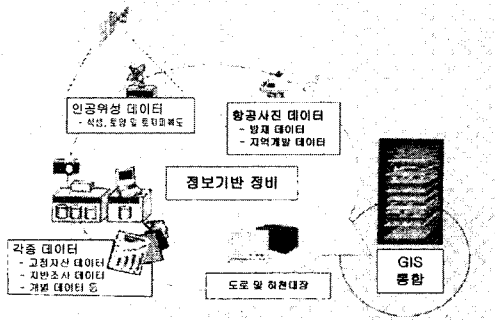 인공위성 데이터
- 식생, 토양 및 토지피복도
항공사진 데이터
- 방재 데이터
- 지역개발 데이터
정보기반 정비
각종 데이터
- 고정자산 데이터
- 지반조사 데이터
- 개별 데이터 등
도로 및 하천대장
GIS
통합